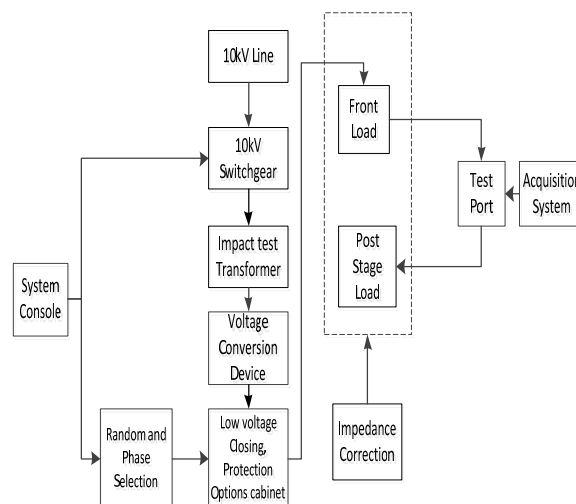 10kV Line
10kV
Switchgear
Impact test
Transformer
Voltage
Conversion
Device
Low voltage
Closing,
Protection
Options cabinet
System
Console
Random and
Phase
Selection
Front
Load
Post
Stage
Load
Test
Port
Acquisition
System
Impedance
Correction